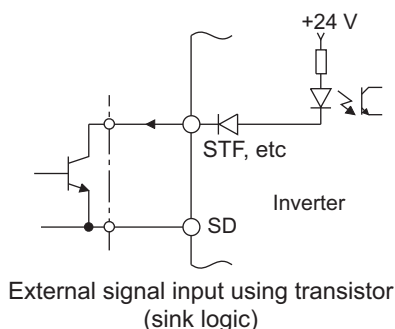 +24 V
STF, etc
Inverter
SD
External signal input using transistor
(sink logic)